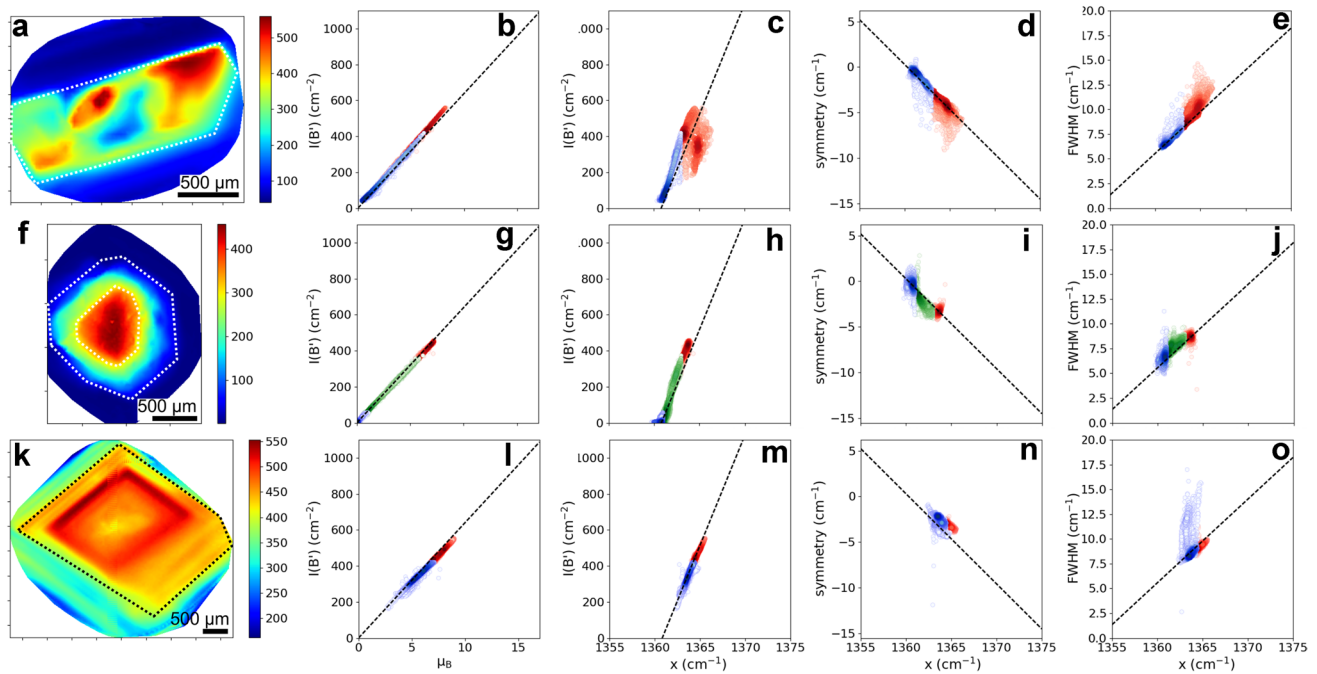 a
500
400
300
200
100
500 µm
b
I(B') (cm⁻²)
1000
800
600
400
200
0
c
I(B') (cm⁻²)
.000
800
600
400
200
0
d
symmetry (cm⁻¹)
5
0
−5
−10
−15
e
FWHM (cm⁻¹)
20.0
17.5
15.0
12.5
10.0
7.5
5.0
2.5
0.0
f
400
300
200
100
500 µm
g
I(B') (cm⁻²)
1000
800
600
400
200
0
h
I(B') (cm⁻²)
.000
800
600
400
200
0
i
symmetry (cm⁻¹)
5
0
−5
−10
−15
j
FWHM (cm⁻¹)
20.0
17.5
15.0
12.5
10.0
7.5
5.0
2.5
0.0
k
550
500
450
400
350
300
250
200
500 µm
l
I(B') (cm⁻²)
1000
800
600
400
200
0
0 5 10 15
µB
m
I(B') (cm⁻²)
1000
800
600
400
200
0
1355 1360 1365 1370 1375
x (cm⁻¹)
n
symmetry (cm⁻¹)
5
0
−5
−10
−15
1355 1360 1365 1370 1375
x (cm⁻¹)
o
FWHM (cm⁻¹)
20.0
17.5
15.0
12.5
10.0
7.5
5.0
2.5
0.0
1355 1360 1365 1370 1375
x (cm⁻¹)